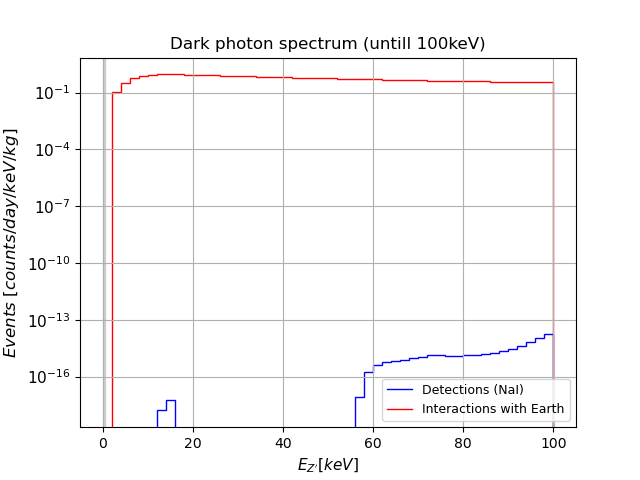 Dark photon spectrum (untill 100keV)
Events [counts/day/keV/kg]
10⁻¹
10⁻⁴
10⁻⁷
10⁻¹⁰
10⁻¹³
10⁻¹⁶
Detections (NaI)
Interactions with Earth
0 20 40 60 80 100
E_Z′[keV]